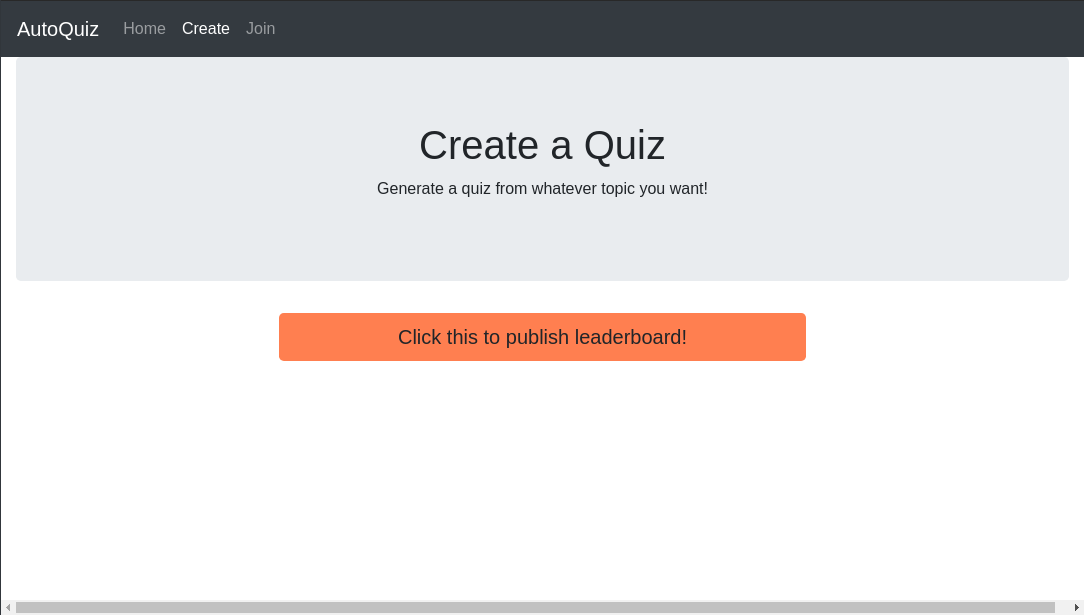 AutoQuiz Home Create Join
Create a Quiz
Generate a quiz from whatever topic you want!
Click this to publish leaderboard!